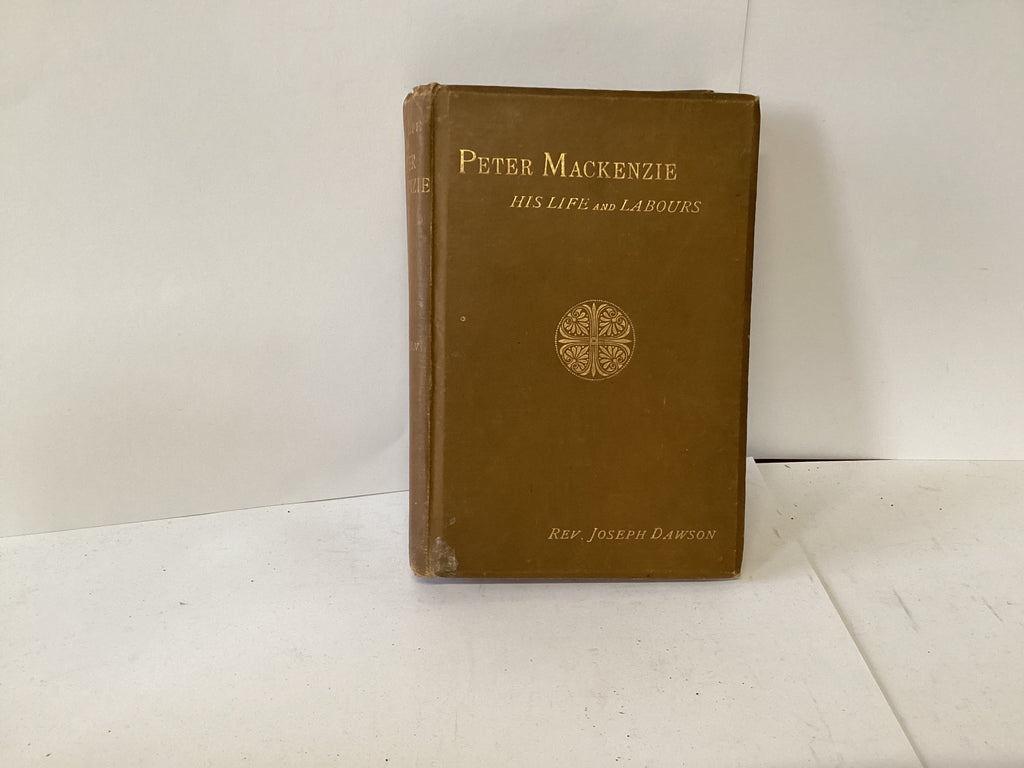 PETER MACKENZIE
HIS LIFE AND LABOURS
REV. JOSEPH DAWSON